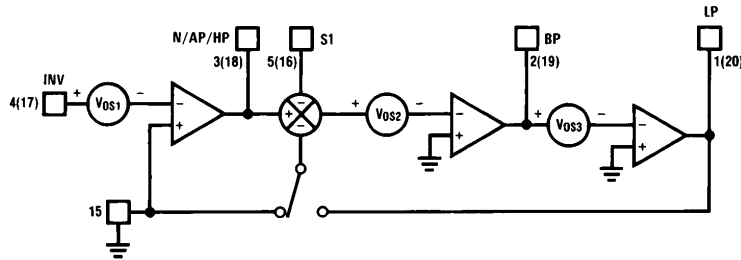 LP
N/AP/HP
S1
BP
3(18)
5(16)
2(19)
1(20)
INV
4(17)
+
VOS1
−
−
+
+
−
−
+
VOS2
−
−
+
+
VOS3
−
−
+
15